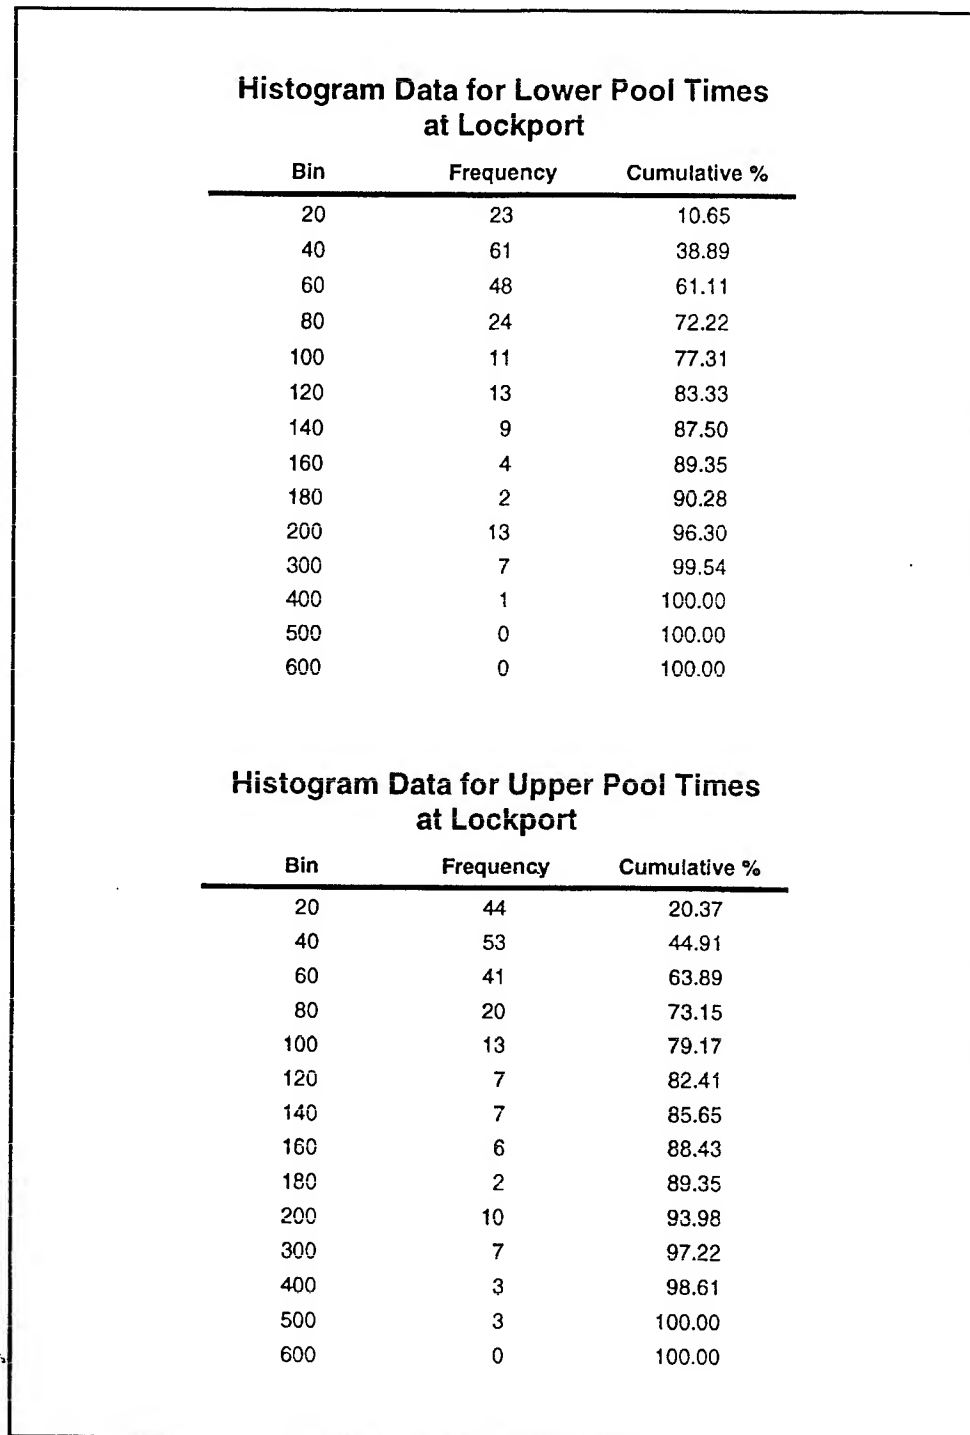 Histogram Data for Lower Pool Times
at Lockport
Bin Frequency Cumulative %
20 23 10.65
40 61 38.89
60 48 61.11
80 24 72.22
100 11 77.31
120 13 83.33
140 9 87.50
160 4 89.35
180 2 90.28
200 13 96.30
300 7 99.54
400 1 100.00
500 0 100.00
600 0 100.00
Histogram Data for Upper Pool Times
at Lockport
Bin Frequency Cumulative %
20 44 20.37
40 53 44.91
60 41 63.89
80 20 73.15
100 13 79.17
120 7 82.41
140 7 85.65
160 6 88.43
180 2 89.35
200 10 93.98
300 7 97.22
400 3 98.61
500 3 100.00
600 0 100.00